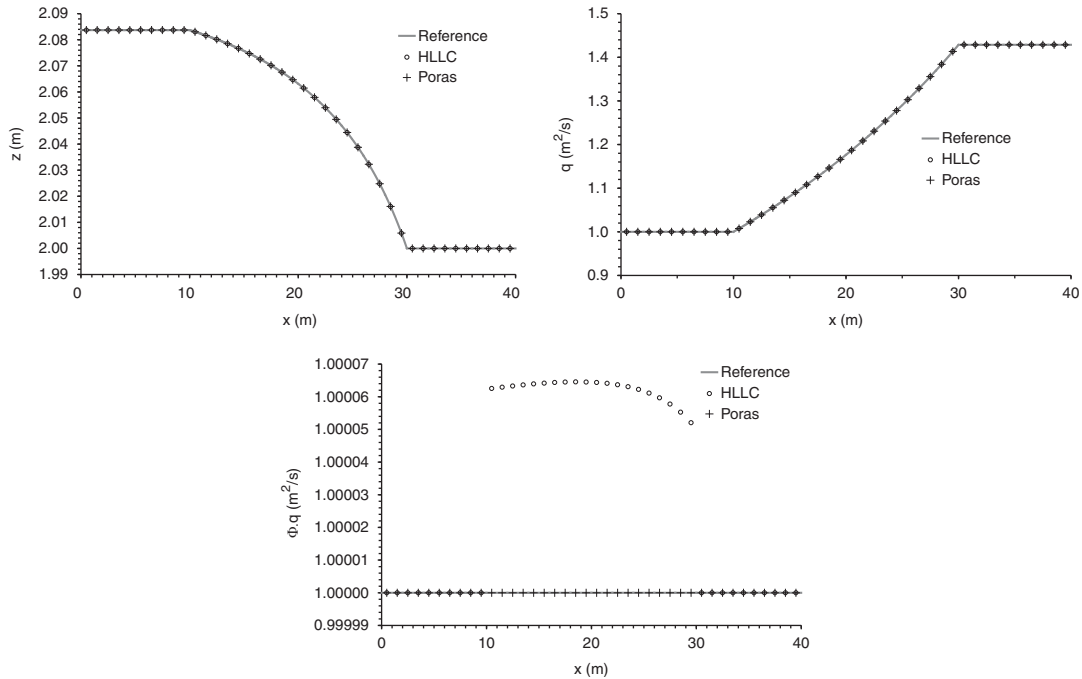 2.09
2.08
2.07
2.06
2.05
2.04
2.03
2.02
2.01
2.00
1.99
z (m)
0
10
20
30
40
x (m)
Reference
HLLC
Poras
1.5
1.4
1.3
1.2
1.1
1.0
0.9
q (m²/s)
0
10
20
30
40
x (m)
Reference
HLLC
Poras
1.00007
1.00006
1.00005
1.00004
1.00003
1.00002
1.00001
1.00000
0.99999
Φ.q (m²/s)
0
10
20
30
40
x (m)
Reference
HLLC
Poras